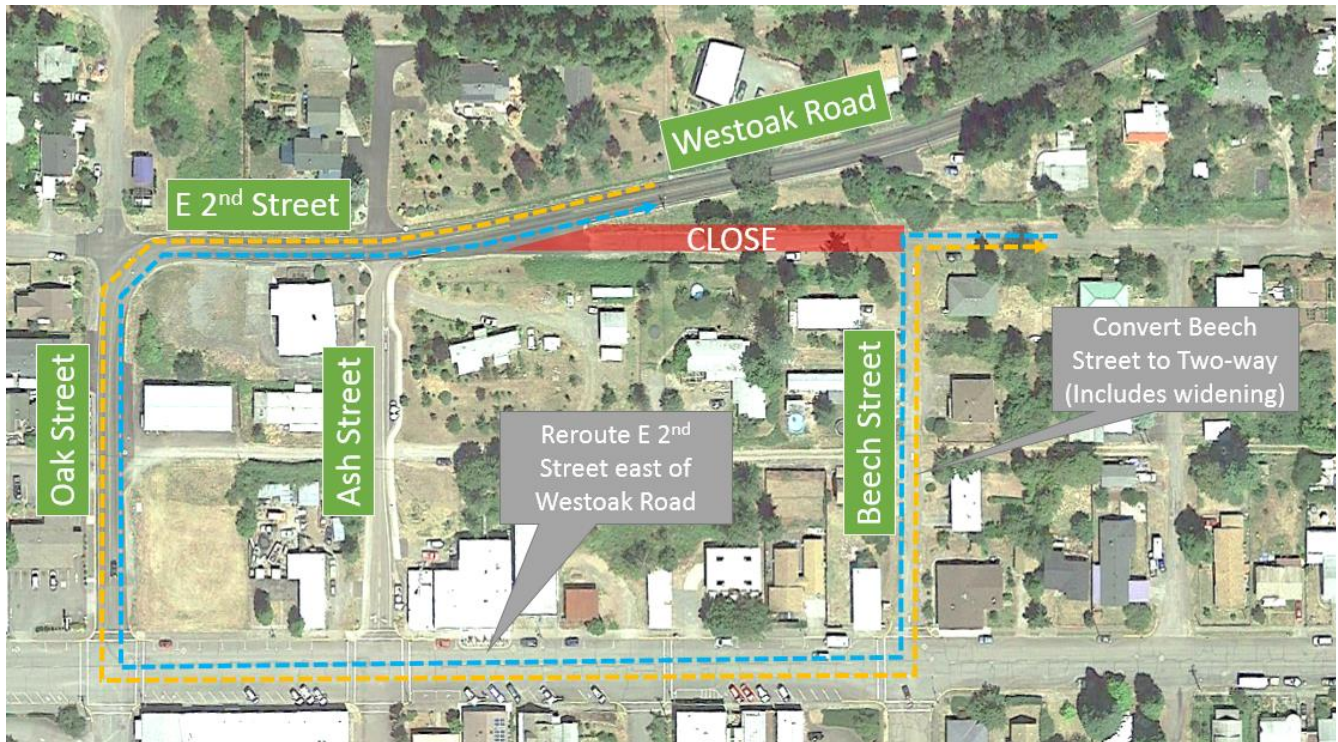 Westoak Road
E 2nd Street
CLOSE
Oak Street
Ash Street
Beech Street
Convert Beech
Street to Two-way
(Includes widening)
Reroute E 2nd
Street east of
Westoak Road